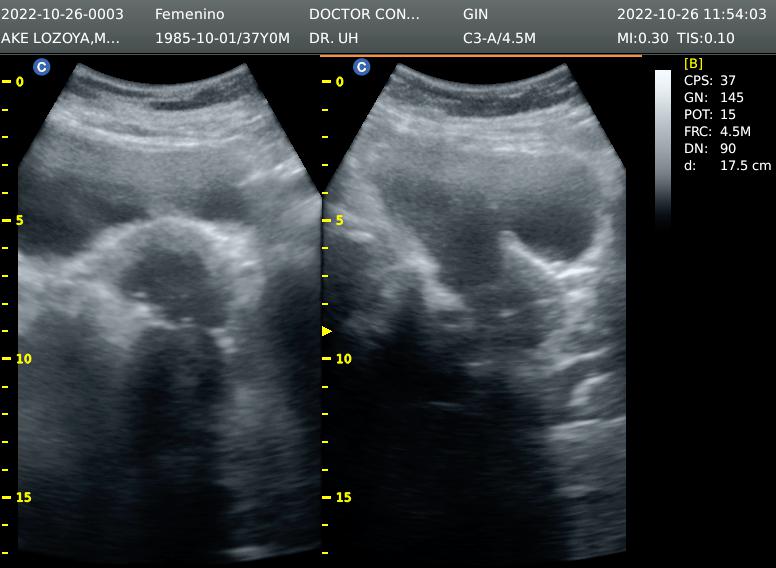 2022-10-26-0003 Femenino DOCTOR CON... GIN 2022-10-26 11:54:03
AKE LOZOYA,M... 1985-10-01/37Y0M DR. UH C3-A/4.5M MI:0.30 TIS:0.10
C C [B]
0 0 CPS: 37
GN: 145
POT: 15
FRC: 4.5M
DN: 90
d: 17.5 cm
5 5
10 10
15 15